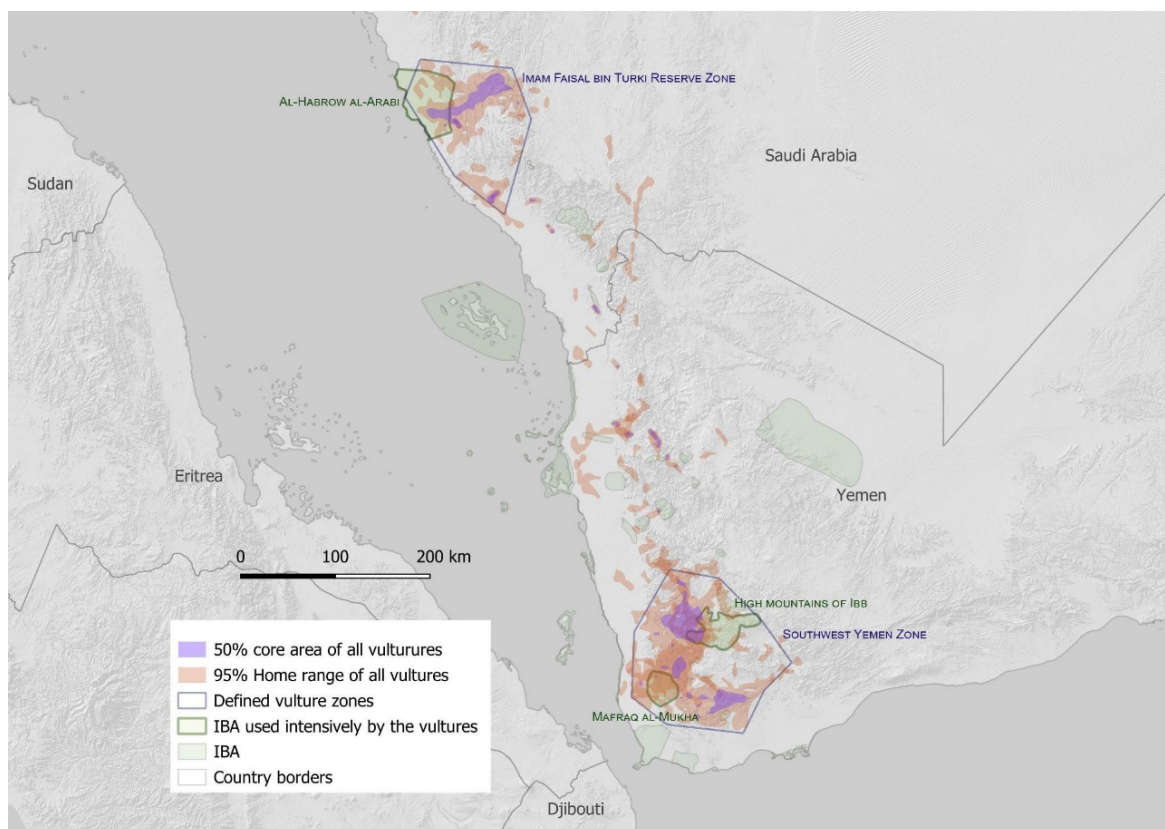 IMAM FAISAL BIN TURKI RESERVE ZONE
AL-HABROW AL-ARABI
Saudi Arabia
Sudan
Eritrea
Yemen
0 100 200 km
HIGH MOUNTAINS OF IBB
SOUTHWEST YEMEN ZONE
50% core area of all vulturures
95% Home range of all vultures
Defined vulture zones
IBA used intensively by the vultures
IBA
Country borders
MAFRAQ AL-MUKHA
Djibouti